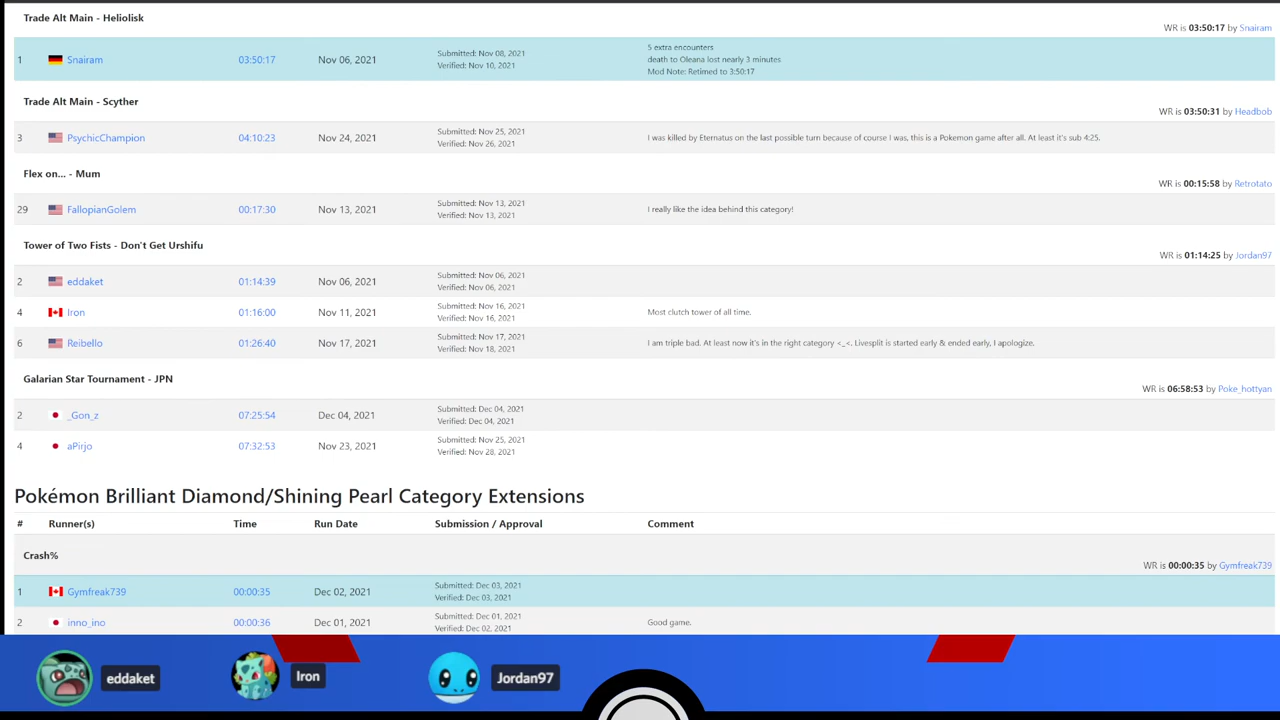 Trade Alt Main - Heliolisk
WR is 03:50:17 by Snairam
1 Snairam 03:50:17 Nov 06, 2021 Submitted: Nov 08, 2021 Verified: Nov 10, 2021 5 extra encounters
death to Oleana lost nearly 3 minutes
Mod Note: Retimed to 3:50:17
Trade Alt Main - Scyther
WR is 03:50:31 by Headbob
3 PsychicChampion 04:10:23 Nov 24, 2021 Submitted: Nov 25, 2021 Verified: Nov 26, 2021 I was killed by Eternatus on the last possible turn because of course I was, this is a Pokemon game after all. At least it's sub 4:25.
Flex on... - Mum
WR is 00:15:58 by Retrotato
29 FallopianGolem 00:17:30 Nov 13, 2021 Submitted: Nov 13, 2021 Verified: Nov 13, 2021 I really like the idea behind this category!
Tower of Two Fists - Don't Get Urshifu
WR is 01:14:25 by Jordan97
2 eddaket 01:14:39 Nov 06, 2021 Submitted: Nov 06, 2021 Verified: Nov 06, 2021
4 Iron 01:16:00 Nov 11, 2021 Submitted: Nov 16, 2021 Verified: Nov 16, 2021 Most clutch tower of all time.
6 Reibello 01:26:40 Nov 17, 2021 Submitted: Nov 17, 2021 Verified: Nov 18, 2021 I am triple bad. At least now it's in the right category <_<. Livesplit is started early & ended early, I apologize.
Galarian Star Tournament - JPN
WR is 06:58:53 by Poke_hottyan
2 _Gon_z 07:25:54 Dec 04, 2021 Submitted: Dec 04, 2021 Verified: Dec 04, 2021
4 aPirjo 07:32:53 Nov 23, 2021 Submitted: Nov 25, 2021 Verified: Nov 28, 2021
Pokémon Brilliant Diamond/Shining Pearl Category Extensions
# Runner(s) Time Run Date Submission / Approval Comment
Crash%
WR is 00:00:35 by Gymfreak739
1 Gymfreak739 00:00:35 Dec 02, 2021 Submitted: Dec 03, 2021 Verified: Dec 03, 2021
2 inno_ino 00:00:36 Dec 01, 2021 Submitted: Dec 01, 2021 Verified: Dec 02, 2021 Good game.
eddaket Iron Jordan97